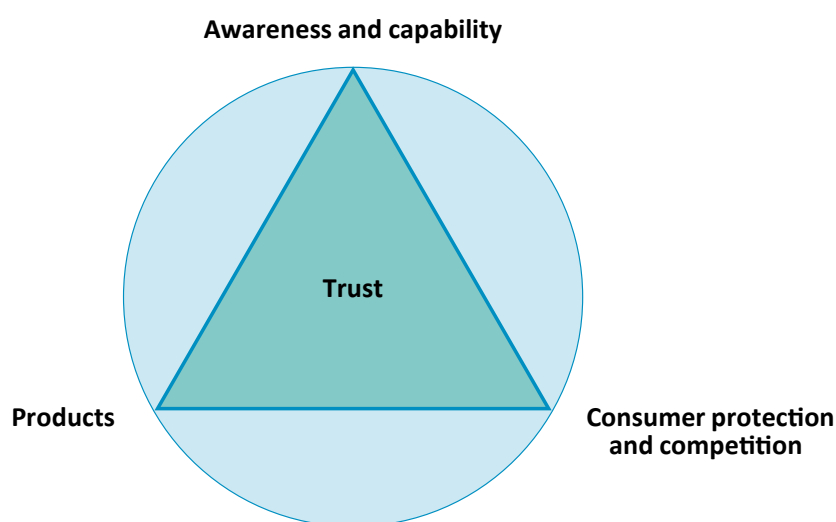 Awareness and capability
Trust
Products
Consumer protection
and competition